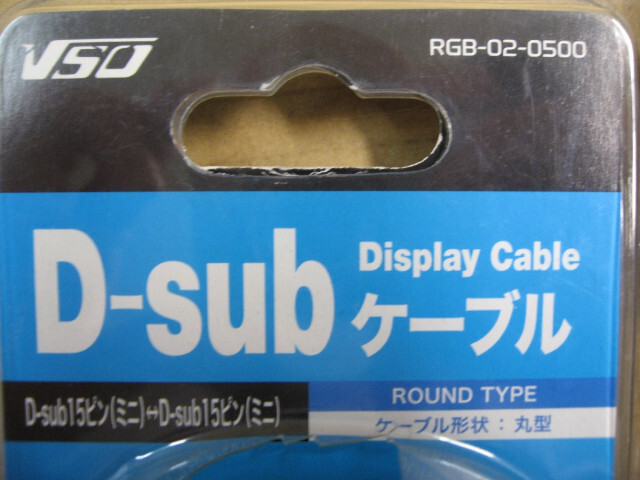 VSO
RGB-02-0500
D-sub
Display Cable
ケーブル
D-sub15ピン(ミニ)↔D-sub15ピン(ミニ)
ROUND TYPE
ケーブル形状：丸型